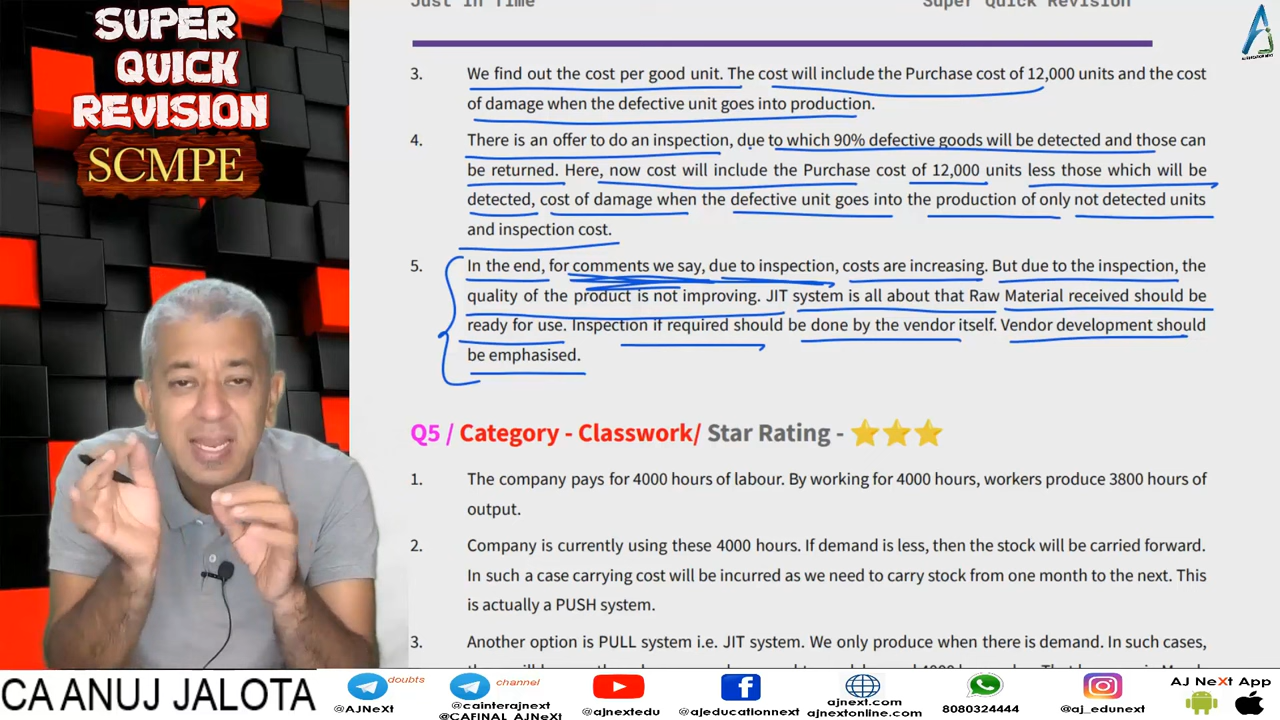 Just In Time
Super Quick Revision
SUPER
QUICK
REVISION
SCMPE
3. We find out the cost per good unit. The cost will include the Purchase cost of 12,000 units and the cost
of damage when the defective unit goes into production.
4. There is an offer to do an inspection, due to which 90% defective goods will be detected and those can
be returned. Here, now cost will include the Purchase cost of 12,000 units less those which will be
detected, cost of damage when the defective unit goes into the production of only not detected units
and inspection cost.
5. In the end, for comments we say, due to inspection, costs are increasing. But due to the inspection, the
quality of the product is not improving. JIT system is all about that Raw Material received should be
ready for use. Inspection if required should be done by the vendor itself. Vendor development should
be emphasised.
Q5 / Category - Classwork/ Star Rating -
1. The company pays for 4000 hours of labour. By working for 4000 hours, workers produce 3800 hours of
output.
2. Company is currently using these 4000 hours. If demand is less, then the stock will be carried forward.
In such a case carrying cost will be incurred as we need to carry stock from one month to the next. This
is actually a PUSH system.
3. Another option is PULL system i.e. JIT system. We only produce when there is demand. In such cases,
CA ANUJ JALOTA
doubts
@AJNeXt
channel
@cainterajnext
@CAFINAL_AJNeXt
@ajnextedu
@ajeducationnext
ajnext.com
ajnextonline.com
8080324444
@aj_edunext
AJ NeXt App